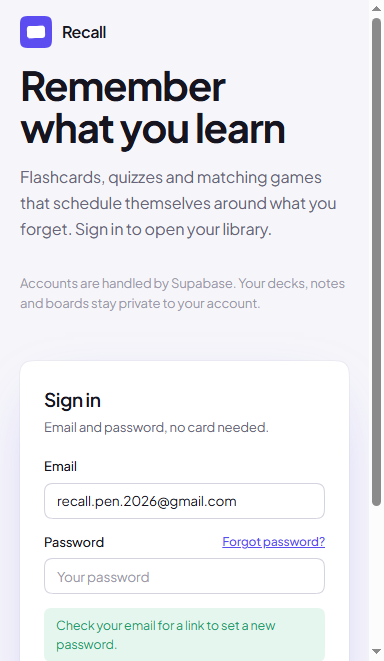 Recall
Remember
what you learn
Flashcards, quizzes and matching games
that schedule themselves around what you
forget. Sign in to open your library.
Accounts are handled by Supabase. Your decks, notes
and boards stay private to your account.
Sign in
Email and password, no card needed.
Email
recall.pen.2026@gmail.com
Password
Forgot password?
Your password
Check your email for a link to set a new
password.